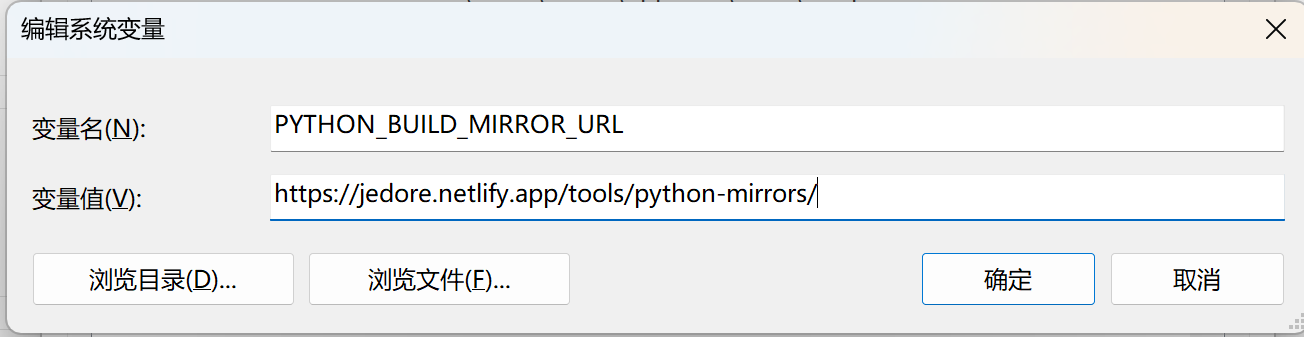 编辑系统变量
变量名(N):
PYTHON_BUILD_MIRROR_URL
变量值(V):
https://jedore.netlify.app/tools/python-mirrors/
浏览目录(D)...
浏览文件(F)...
确定
取消